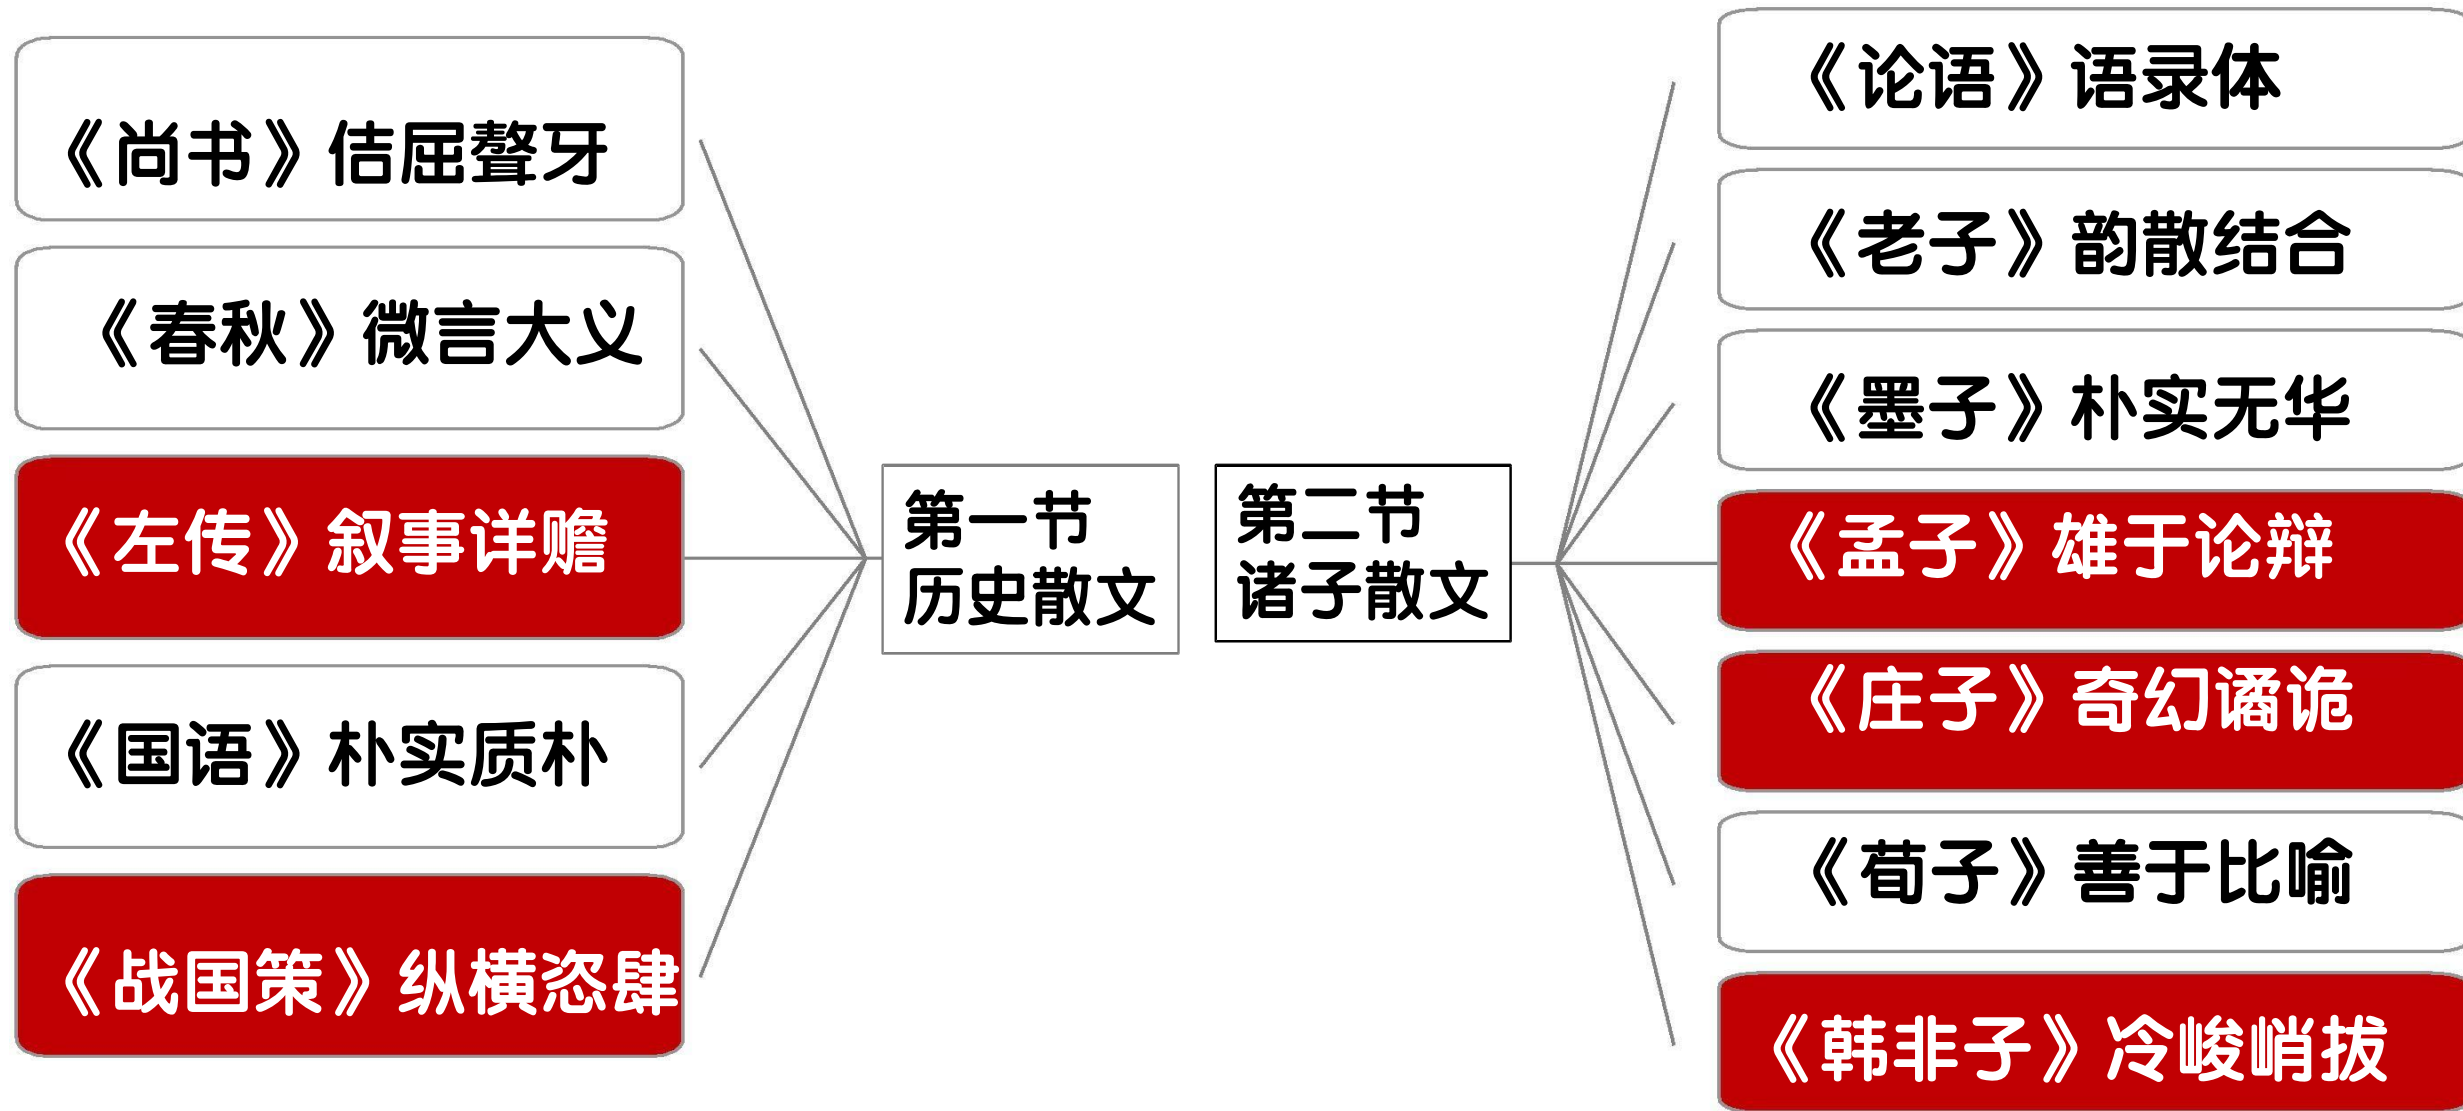 《尚书》佶屈聱牙
《春秋》微言大义
《左传》叙事详赡
《国语》朴实质朴
《战国策》纵横恣肆
第一节
历史散文
第二节
诸子散文
《论语》语录体
《老子》韵散结合
《墨子》朴实无华
《孟子》雄于论辩
《庄子》奇幻谲诡
《荀子》善于比喻
《韩非子》冷峻峭拔